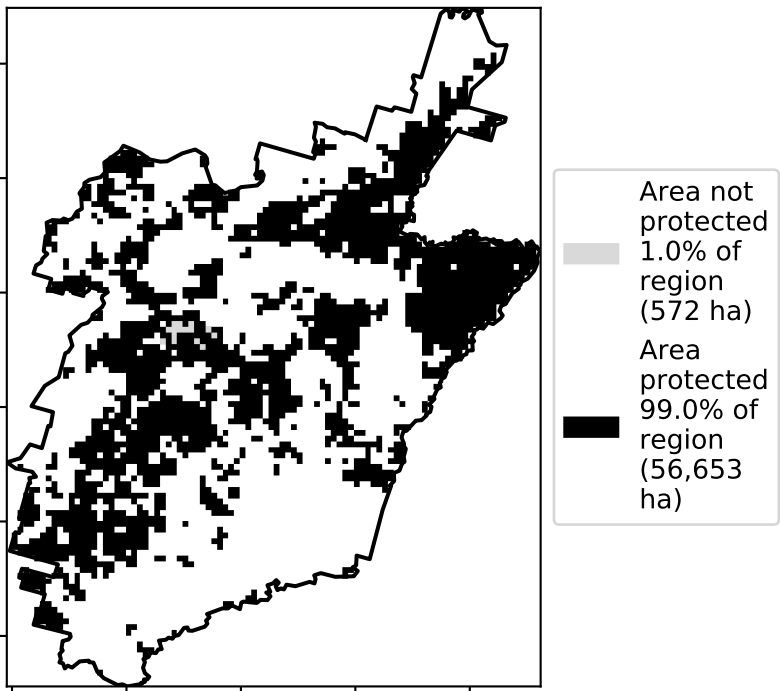 Area not
protected
1.0% of
region
(572 ha)
Area
protected
99.0% of
region
(56,653
ha)